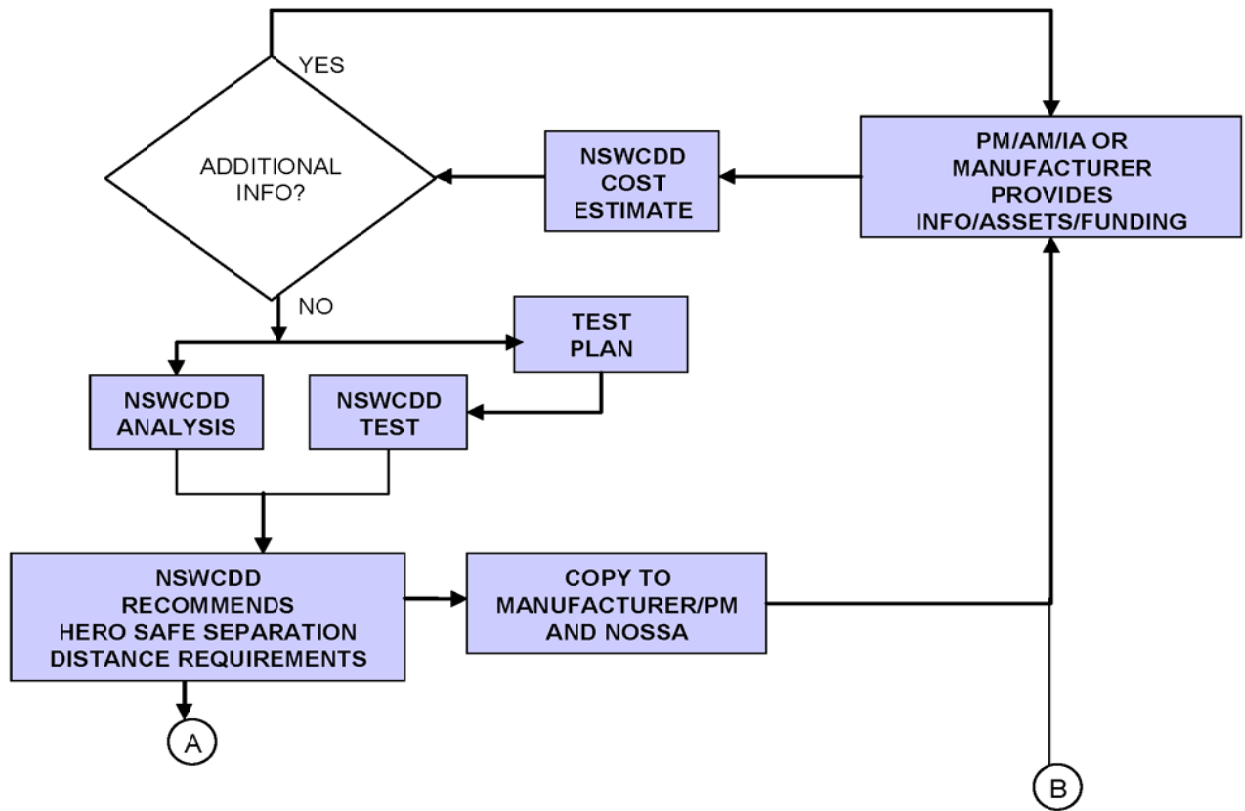 YES
ADDITIONAL
INFO?
NSWCDD
COST
ESTIMATE
PM/AM/IA OR
MANUFACTURER
PROVIDES
INFO/ASSETS/FUNDING
NO
TEST
PLAN
NSWCDD
ANALYSIS
NSWCDD
TEST
NSWCDD
RECOMMENDS
HERO SAFE SEPARATION
DISTANCE REQUIREMENTS
COPY TO
MANUFACTURER/PM
AND NOSSA
A
B